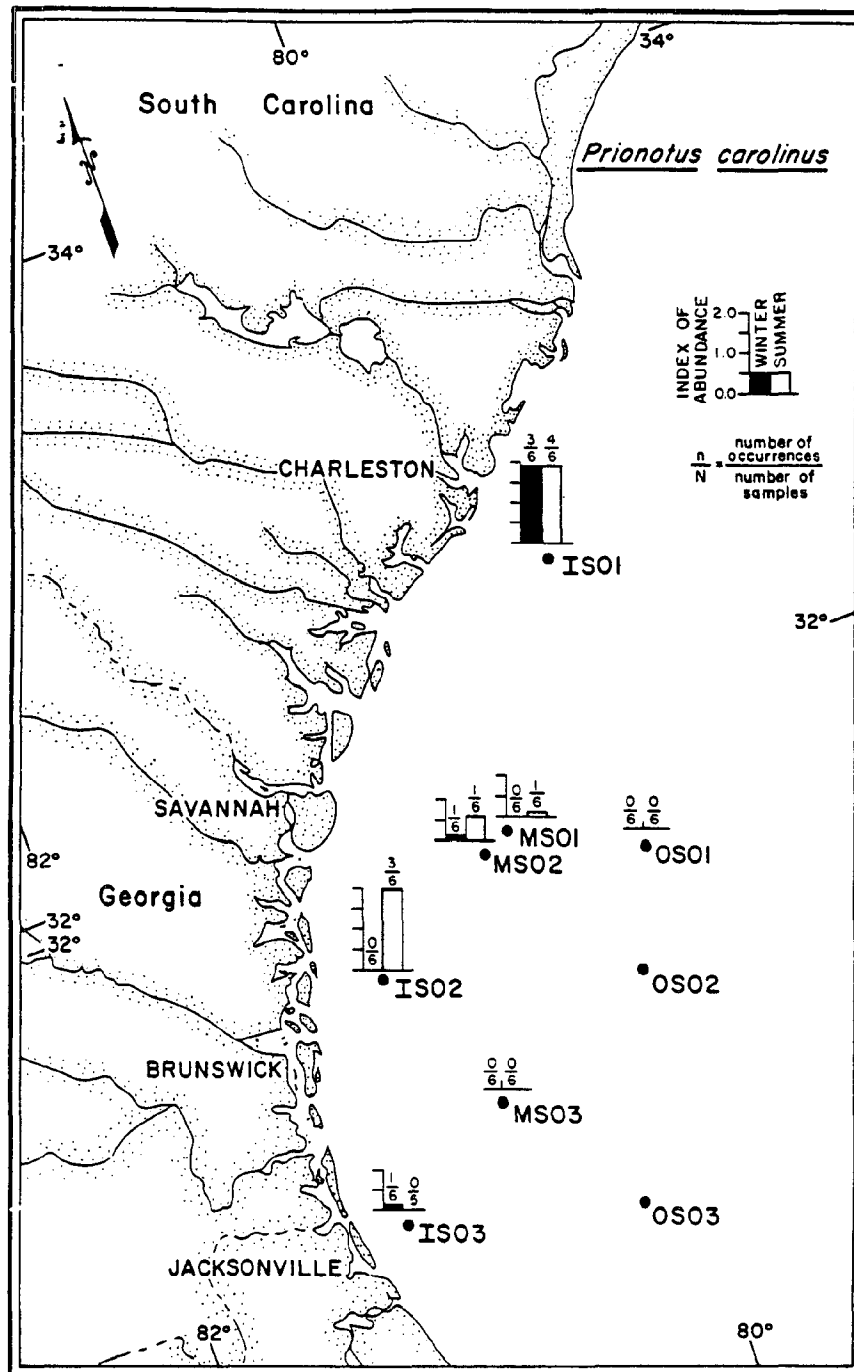 80°
34°
South Carolina
N
Prionotus carolinus
34°
INDEX OF
ABUNDANCE
2.0
1.0
0.0
WINTER
SUMMER
n/N = number of occurrences / number of samples
3/6 4/6
CHARLESTON
IS01
32°
1/6 1/6
0/6 1/6
0/6 0/6
SAVANNAH
MS01
MS02
OS01
82°
3/6
Georgia
32°
32°
0/6
IS02
OS02
BRUNSWICK
0/6 0/6
MS03
1/6 0/5
OS03
IS03
JACKSONVILLE
82°
80°